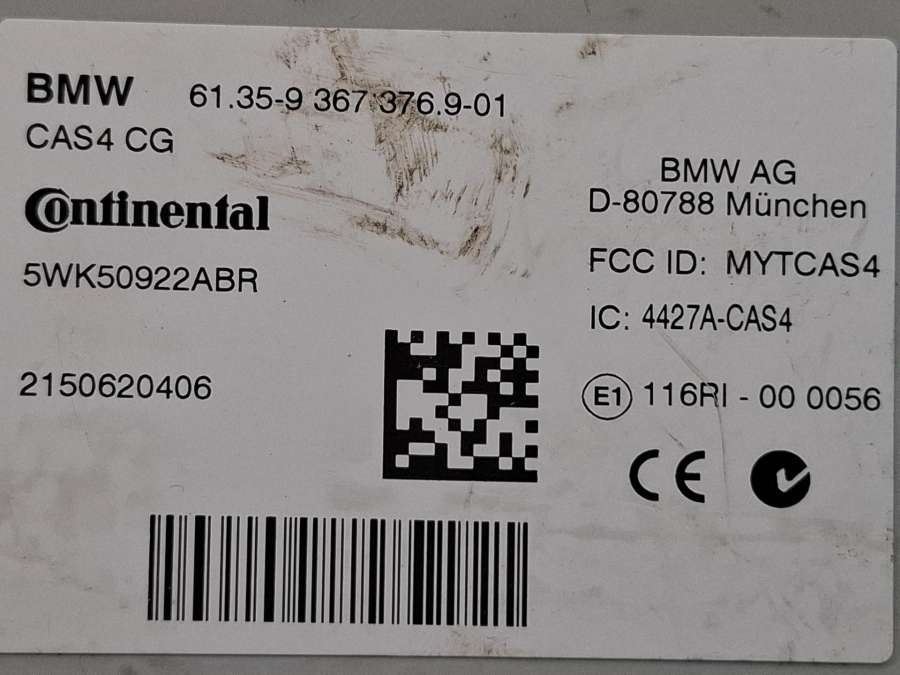 BMW 61.35-9 367 376.9-01
CAS4 CG
Continental
5WK50922ABR
2150620406
BMW AG
D-80788 München
FCC ID: MYTCAS4
IC: 4427A-CAS4
E1 116RI - 00 0056
CE